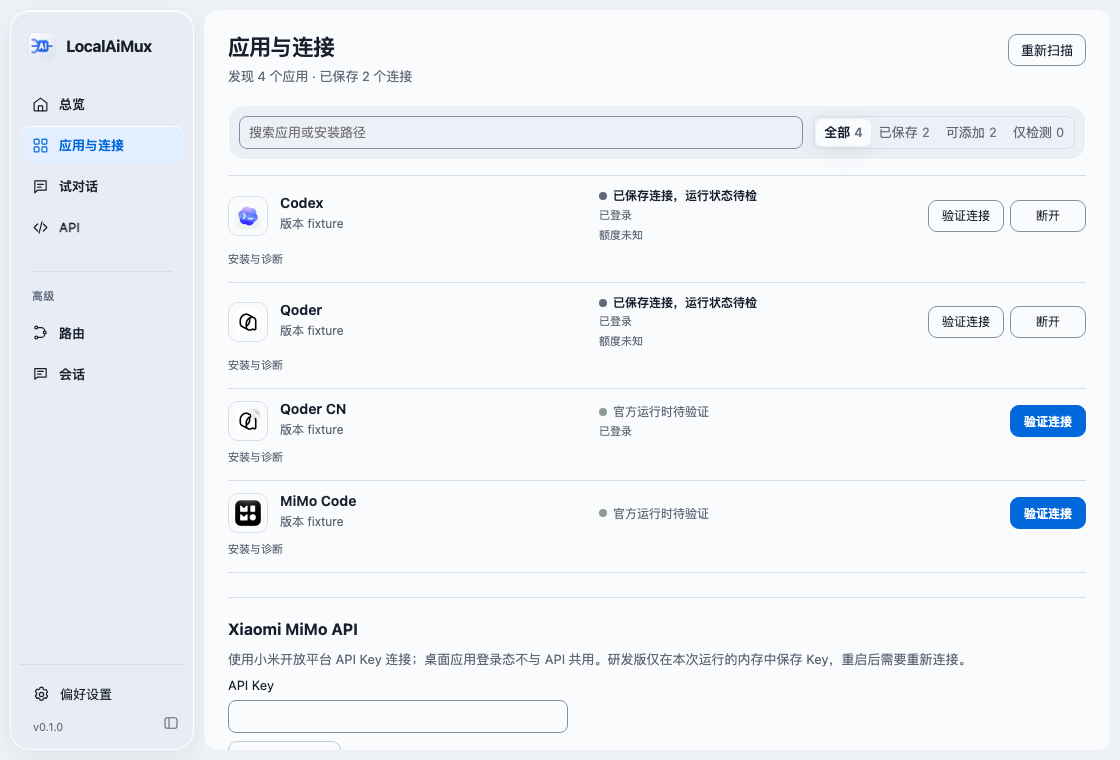 LocalAiMux
总览
应用与连接
试对话
API
高级
路由
会话
偏好设置
v0.1.0
应用与连接
发现 4 个应用 · 已保存 2 个连接
重新扫描
搜索应用或安装路径
全部 4 已保存 2 可添加 2 仅检测 0
Codex
版本 fixture
已保存连接，运行状态待检
已登录
额度未知
验证连接 断开
安装与诊断
Qoder
版本 fixture
已保存连接，运行状态待检
已登录
额度未知
验证连接 断开
安装与诊断
Qoder CN
版本 fixture
官方运行时待验证
已登录
验证连接
安装与诊断
MiMo Code
版本 fixture
官方运行时待验证
验证连接
安装与诊断
Xiaomi MiMo API
使用小米开放平台 API Key 连接；桌面应用登录态不与 API 共用。研发版仅在本次运行的内存中保存 Key，重启后需要重新连接。
API Key